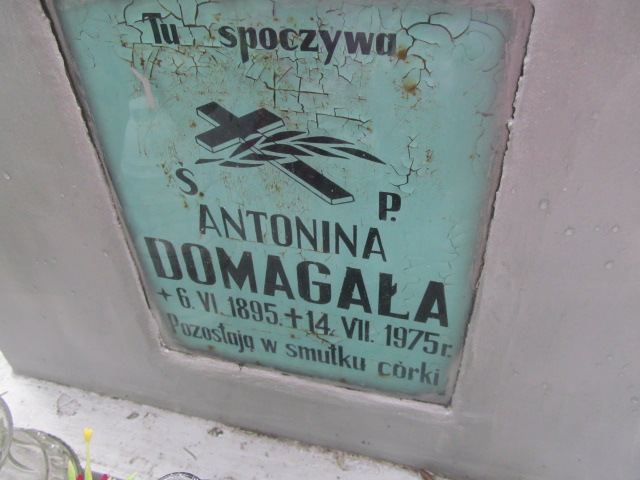 Tu spoczywa
Ś. P.
ANTONINA
DOMAGAŁA
+ 6. VI. 1895. + 14. VII. 1975 r.
Pozostają w smutku córki